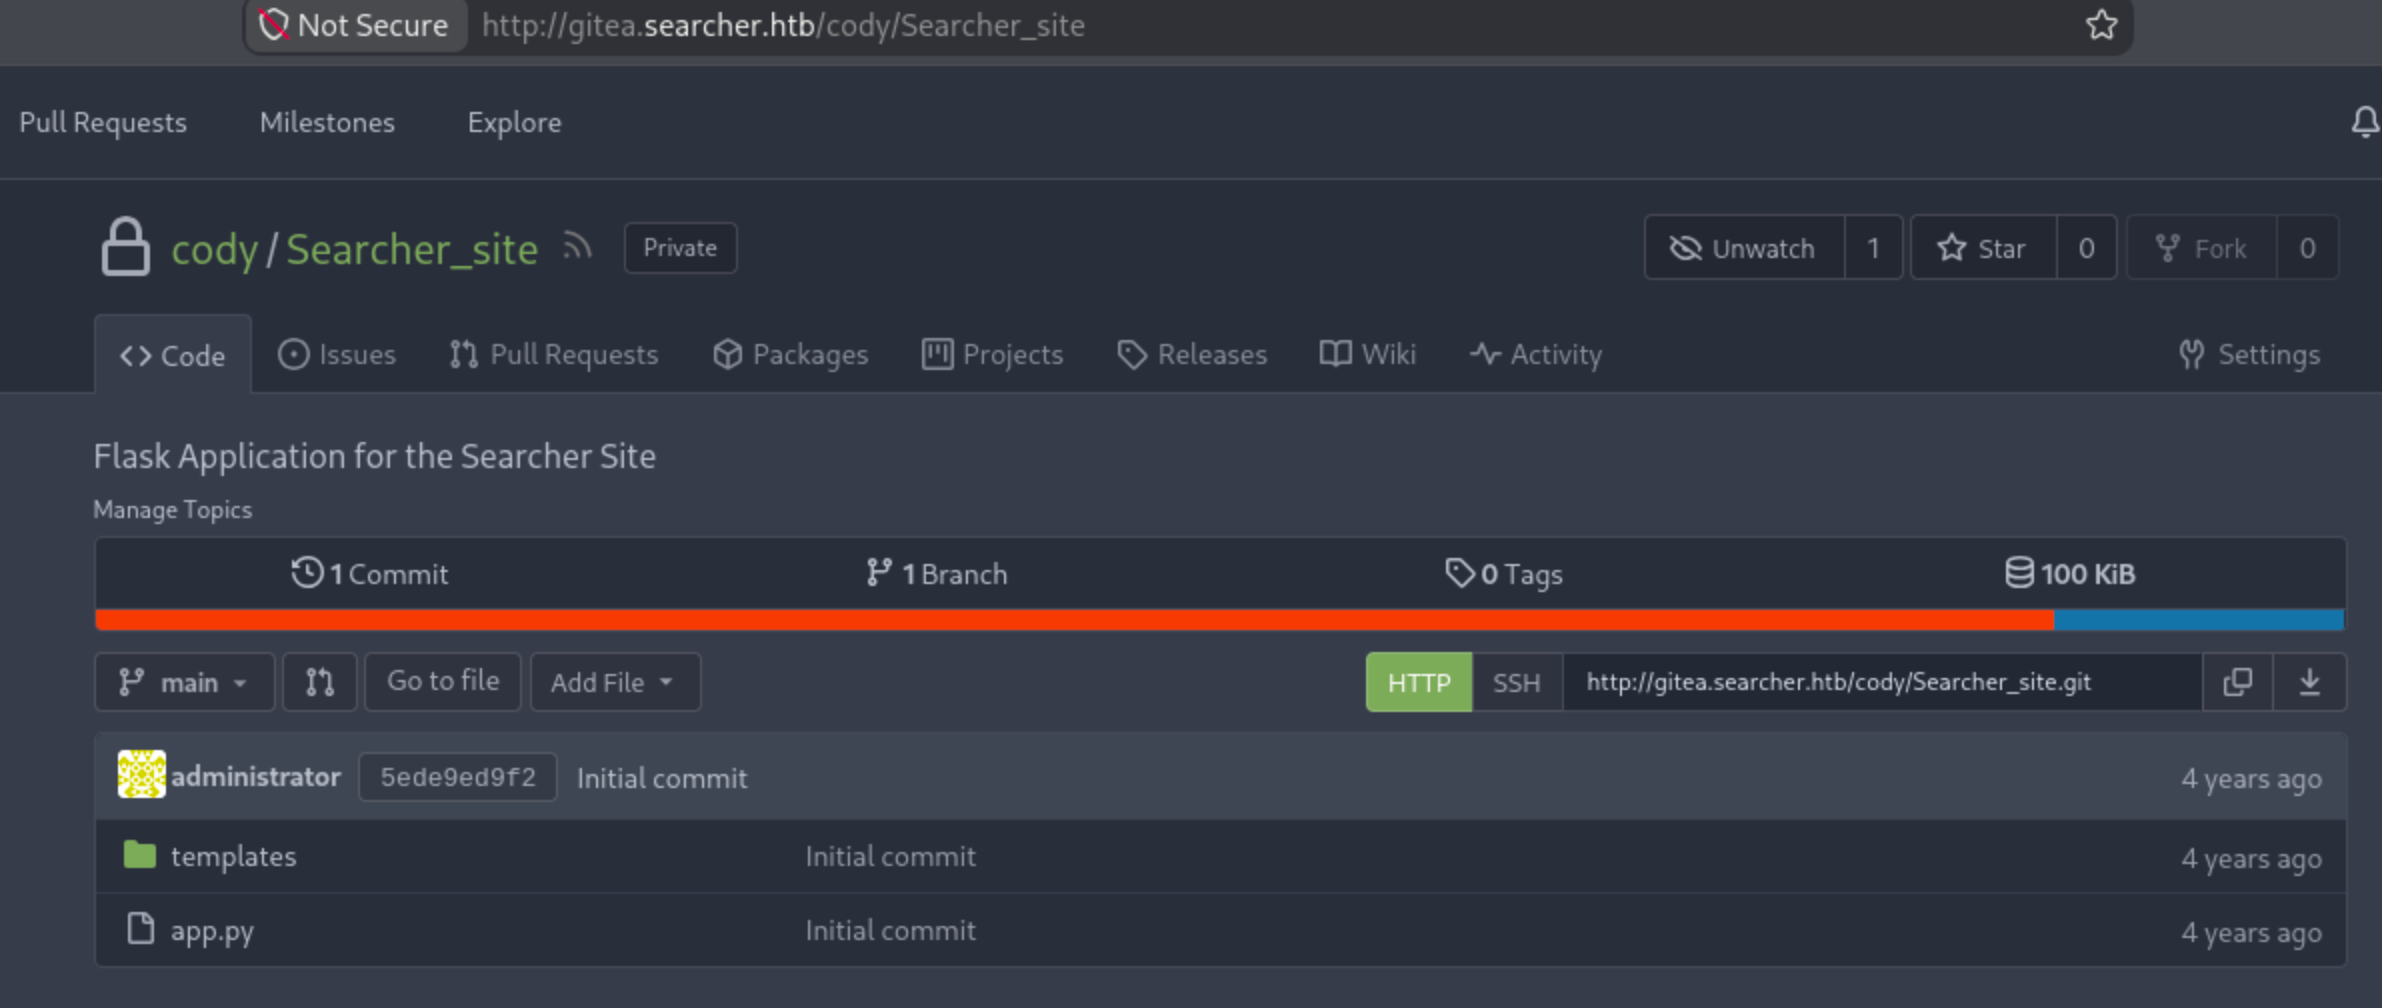 Not Secure http://gitea.searcher.htb/cody/Searcher_site
Pull Requests Milestones Explore
cody / Searcher_site Private Unwatch 1 Star 0 Fork 0
Code Issues Pull Requests Packages Projects Releases Wiki Activity Settings
Flask Application for the Searcher Site
Manage Topics
1 Commit 1 Branch 0 Tags 100 KiB
main Go to file Add File HTTP SSH http://gitea.searcher.htb/cody/Searcher_site.git
administrator 5ede9ed9f2 Initial commit 4 years ago
templates Initial commit 4 years ago
app.py Initial commit 4 years ago